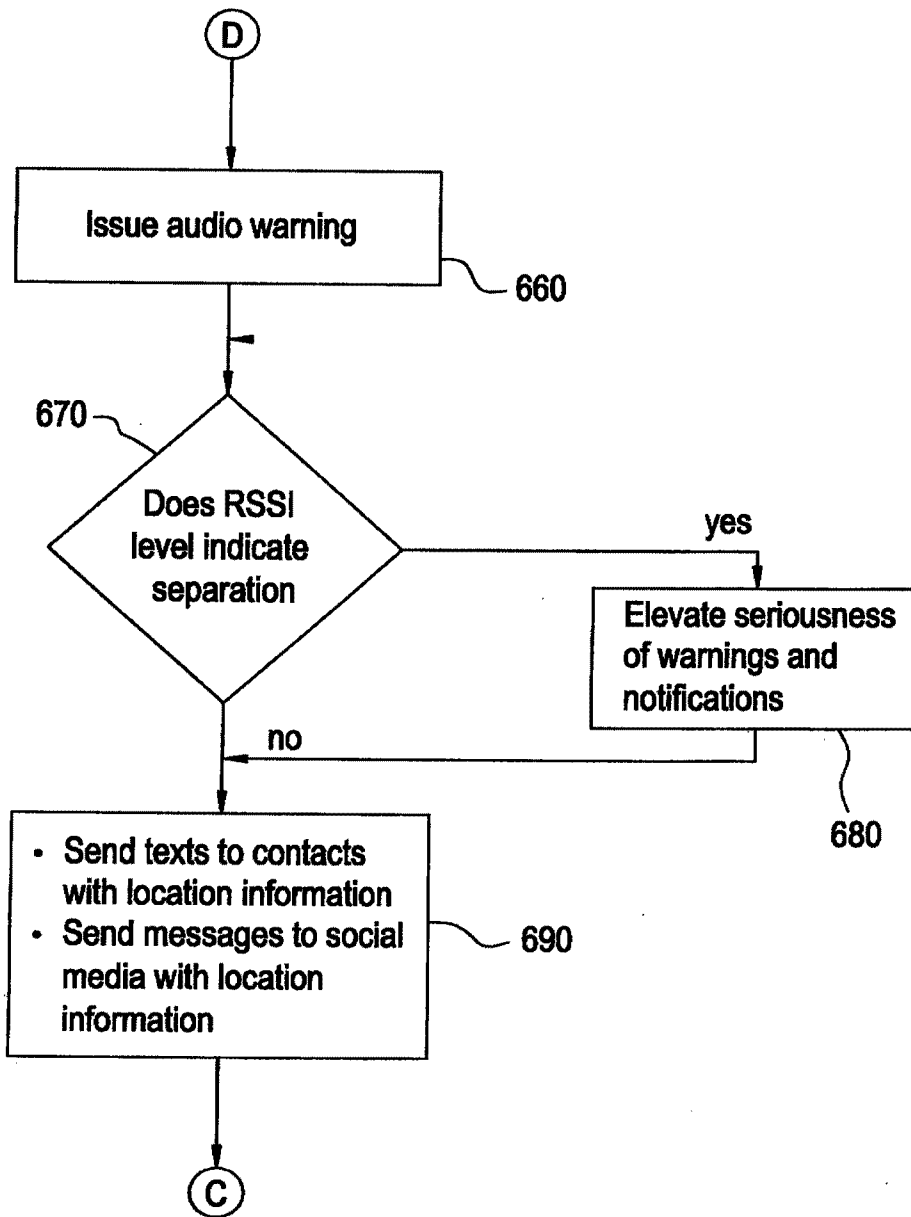 D
Issue audio warning
660
670
Does RSSI
level indicate
separation
yes
Elevate seriousness
of warnings and
notifications
no
680
• Send texts to contacts
with location information
• Send messages to social
media with location
information
690
C